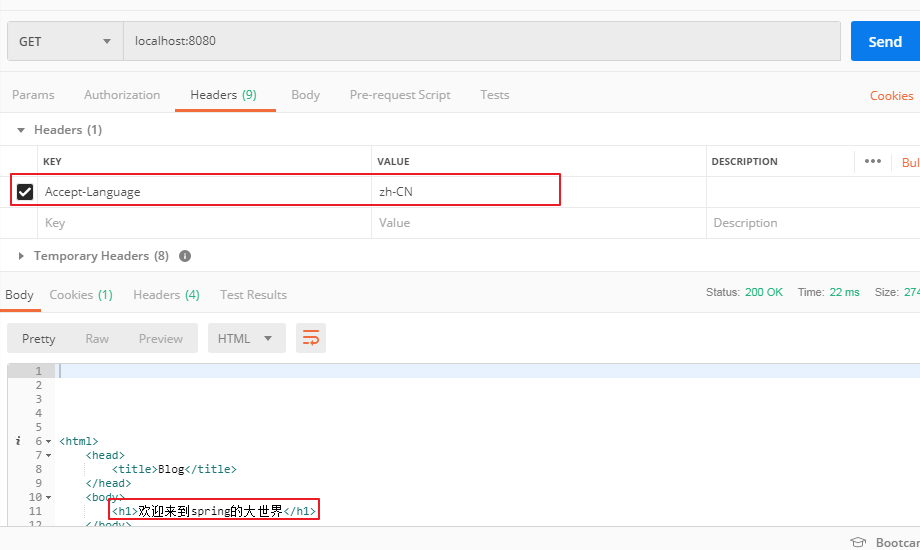 GET localhost:8080 Send
Params Authorization Headers (9) Body Pre-request Script Tests Cookies
Headers (1)
KEY VALUE DESCRIPTION ••• Bul
Accept-Language zh-CN
Key Value Description
Temporary Headers (8)
Body Cookies (1) Headers (4) Test Results Status: 200 OK Time: 22 ms Size: 274
Pretty Raw Preview HTML
1
2
3
4
5
i 6 <html>
7 <head>
8 <title>Blog</title>
9 </head>
10 <body>
11 <h1>欢迎来到spring的大世界</h1>
12 </body>
Bootcam